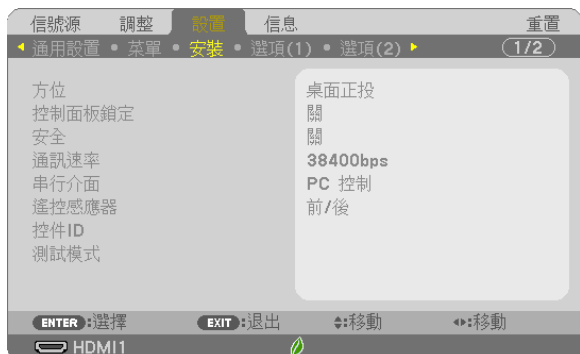 信號源 調整 設置 信息 重置
通用設置 • 菜單 • 安裝 • 選項(1) • 選項(2) 1/2
方位 桌面正投
控制面板鎖定 關
安全 關
通訊速率 38400bps
串行介面 PC 控制
遙控感應器 前/後
控件ID
測試模式
ENTER:選擇 EXIT:退出 :移動 :移動
HDMI1